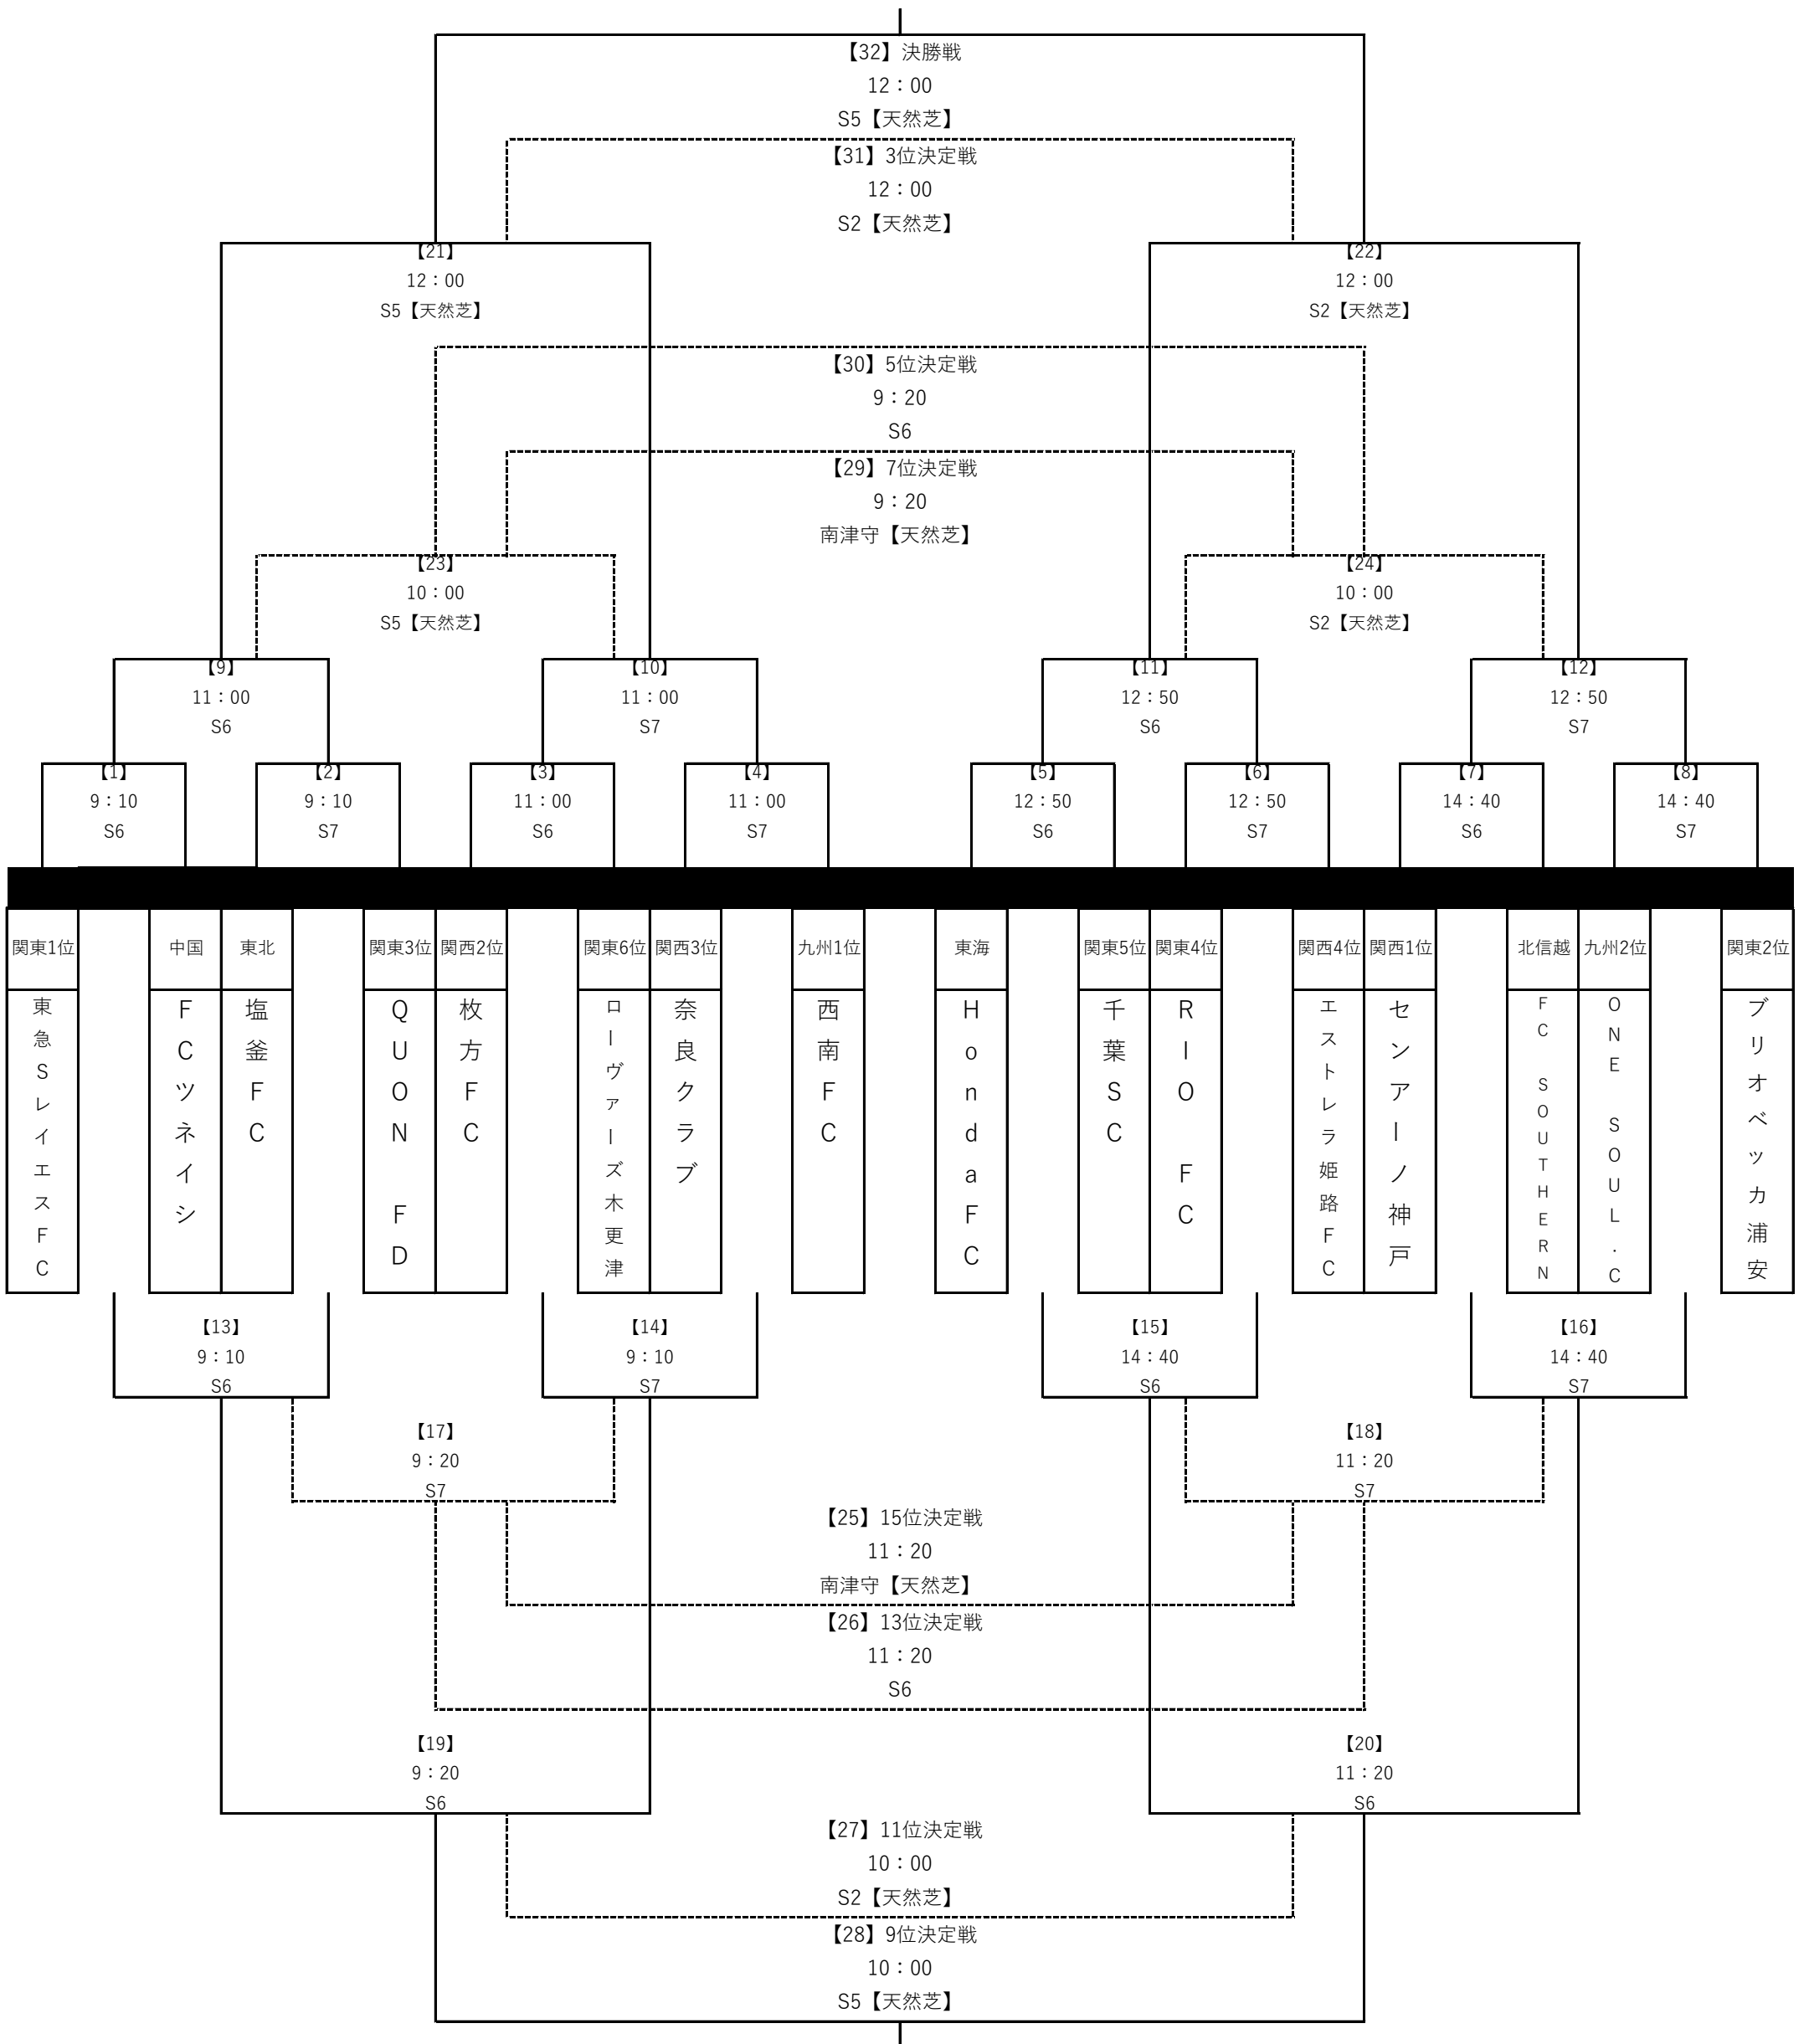 【32】決勝戦
12：00
S5【天然芝】
【31】3位決定戦
12：00
S2【天然芝】
【21】
12：00
S5【天然芝】
【22】
12：00
S2【天然芝】
【30】5位決定戦
9：20
S6
【29】7位決定戦
9：20
南津守【天然芝】
【23】
10：00
S5【天然芝】
【24】
10：00
S2【天然芝】
【9】
11：00
S6
【10】
11：00
S7
【11】
12：50
S6
【12】
12：50
S7
【1】
9：10
S6
【2】
9：10
S7
【3】
11：00
S6
【4】
11：00
S7
【5】
12：50
S6
【6】
12：50
S7
【7】
14：40
S6
【8】
14：40
S7
関東1位
東急SレイエスFC
中国
FCツネイシ
東北
塩釜FC
関東3位
QUON FD
関西2位
枚方FC
関東6位
ローヴァーズ木更津
関西3位
奈良クラブ
九州1位
西南FC
東海
HondaFC
関東5位
千葉SC
関東4位
RIO FC
関西4位
エストレラ姫路FC
関西1位
センアーノ神戸
北信越
FC SOUTHERN
九州2位
ONE SOUL.C
関東2位
ブリオベッカ浦安
【13】
9：10
S6
【14】
9：10
S7
【15】
14：40
S6
【16】
14：40
S7
【17】
9：20
S7
【18】
11：20
S7
【25】15位決定戦
11：20
南津守【天然芝】
【26】13位決定戦
11：20
S6
【19】
9：20
S6
【20】
11：20
S6
【27】11位決定戦
10：00
S2【天然芝】
【28】9位決定戦
10：00
S5【天然芝】